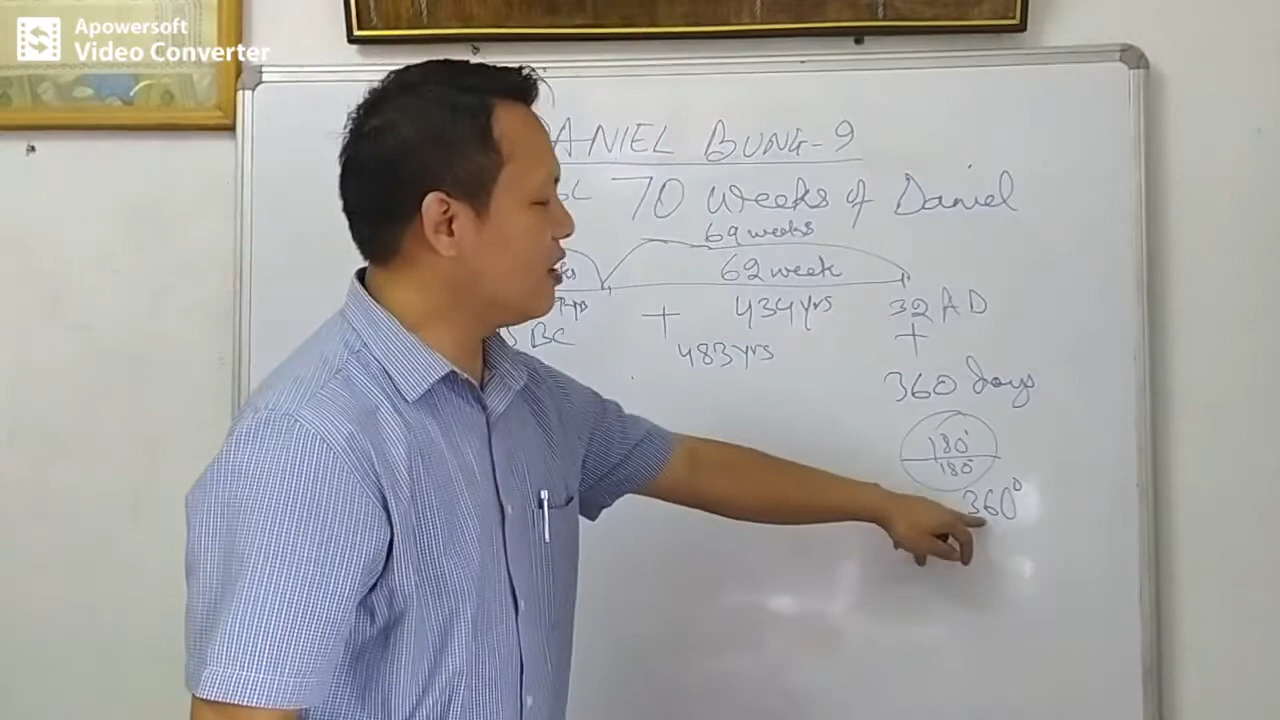 Apowersoft
Video Converter
ANIEL BUNG-9
70 weeks of Daniel
69 weeks
62 week
434 yrs
32 AD
BC
+
483 yrs
+
360 days
180°
180°
360°